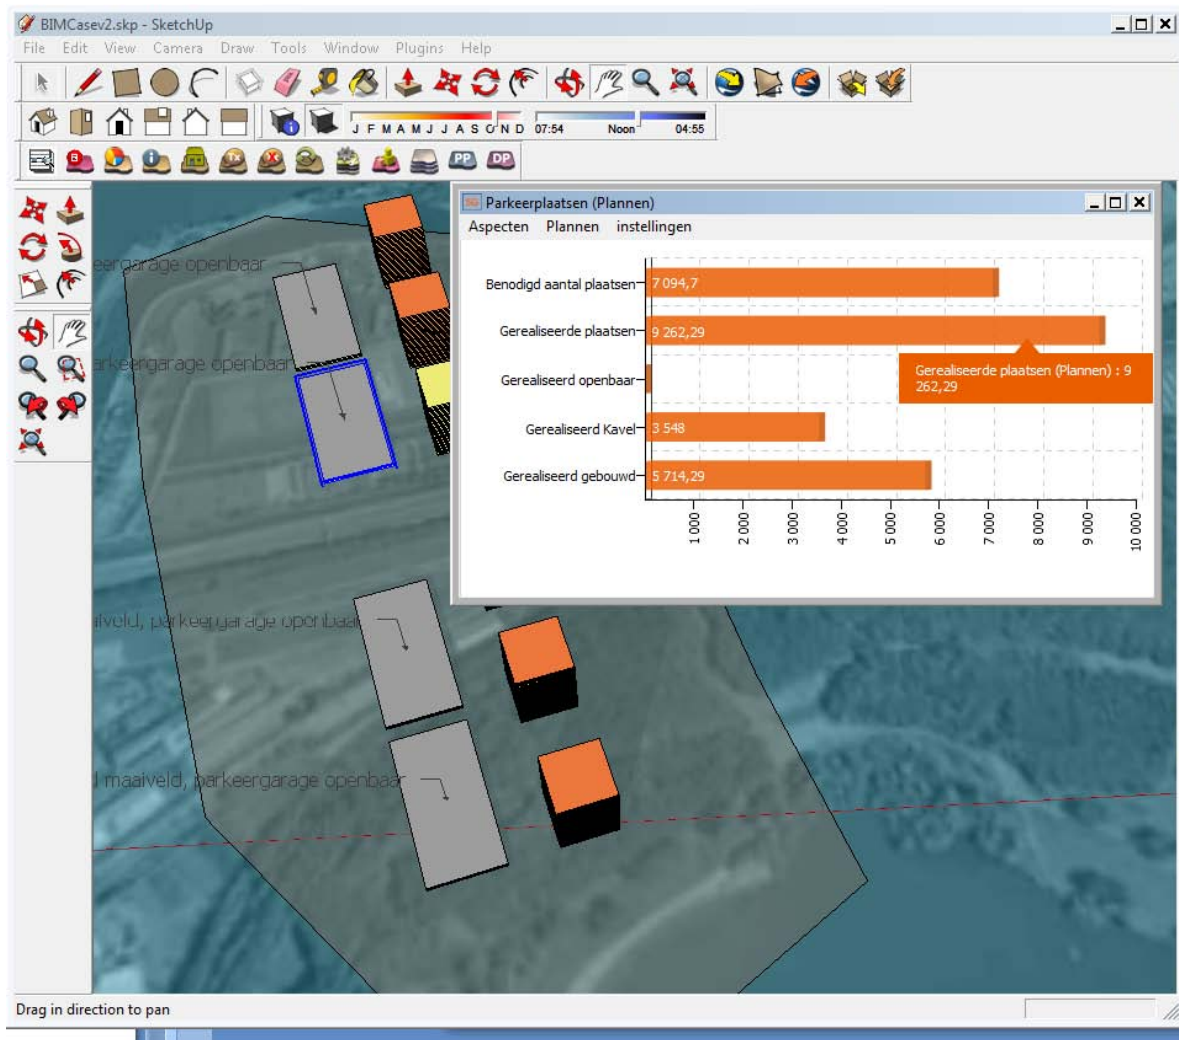 BIMCasev2.skp - SketchUp
File Edit View Camera Draw Tools Window Plugins Help
J F M A M J J A S O N D 07:54 Noon 04:55
PP DP
SG Parkeerplaatsen (Plannen)
Aspecten Plannen instellingen
Benodigd aantal plaatsen 7 094,7
Gerealiseerde plaatsen 9 262,29
Gerealiseerde plaatsen (Plannen) : 9
262,29
Gerealiseerd openbaar
Gerealiseerd Kavel 3 548
Gerealiseerd gebouwd 5 714,29
1 000 2 000 3 000 4 000 5 000 6 000 7 000 8 000 9 000 10 000
eergarage openbaar
arkeergarage openbaar
ilveld, parkeergarage openbaar
maaiveld, parkeergarage openbaar
Drag in direction to pan